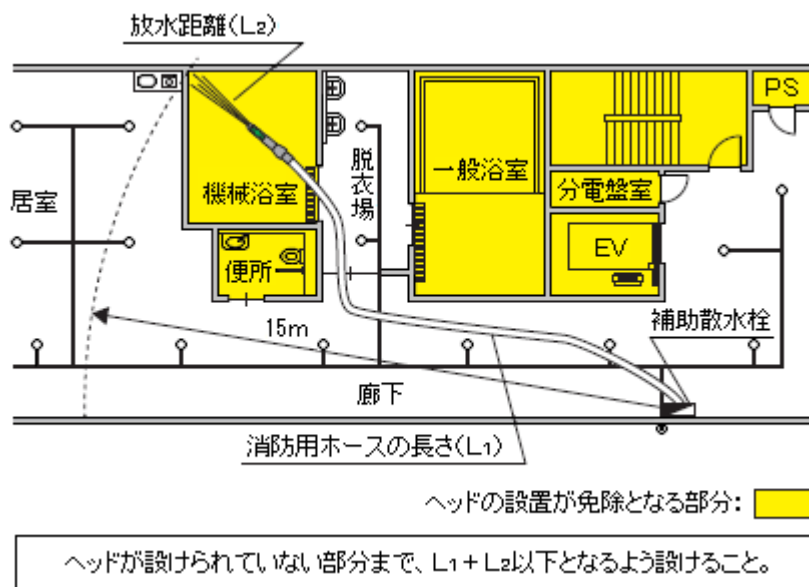 放水距離(L2)
PS
居室
機械浴室
脱衣場
一般浴室
分電盤室
便所
EV
15m
補助散水栓
廊下
消防用ホースの長さ(L1)
ヘッドの設置が免除となる部分:
ヘッドが設けられていない部分まで、L1+L2以下となるよう設けること。